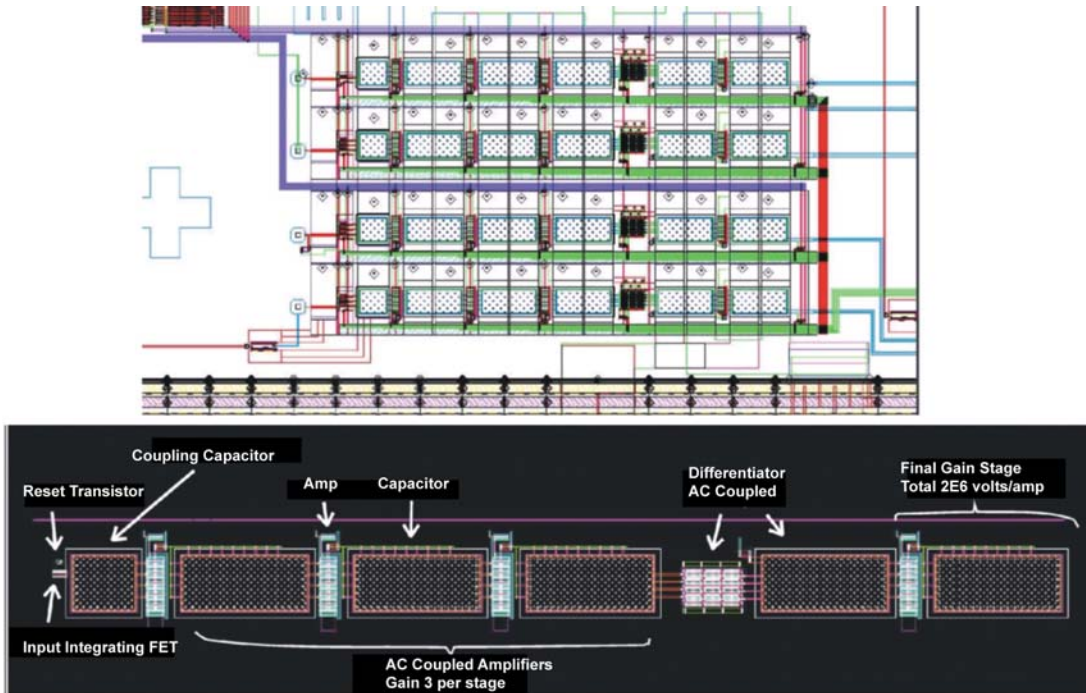 Coupling Capacitor
Reset Transistor
Amp
Capacitor
Differentiator
AC Coupled
Final Gain Stage
Total 2E6 volts/amp
Input Integrating FET
AC Coupled Amplifiers
Gain 3 per stage